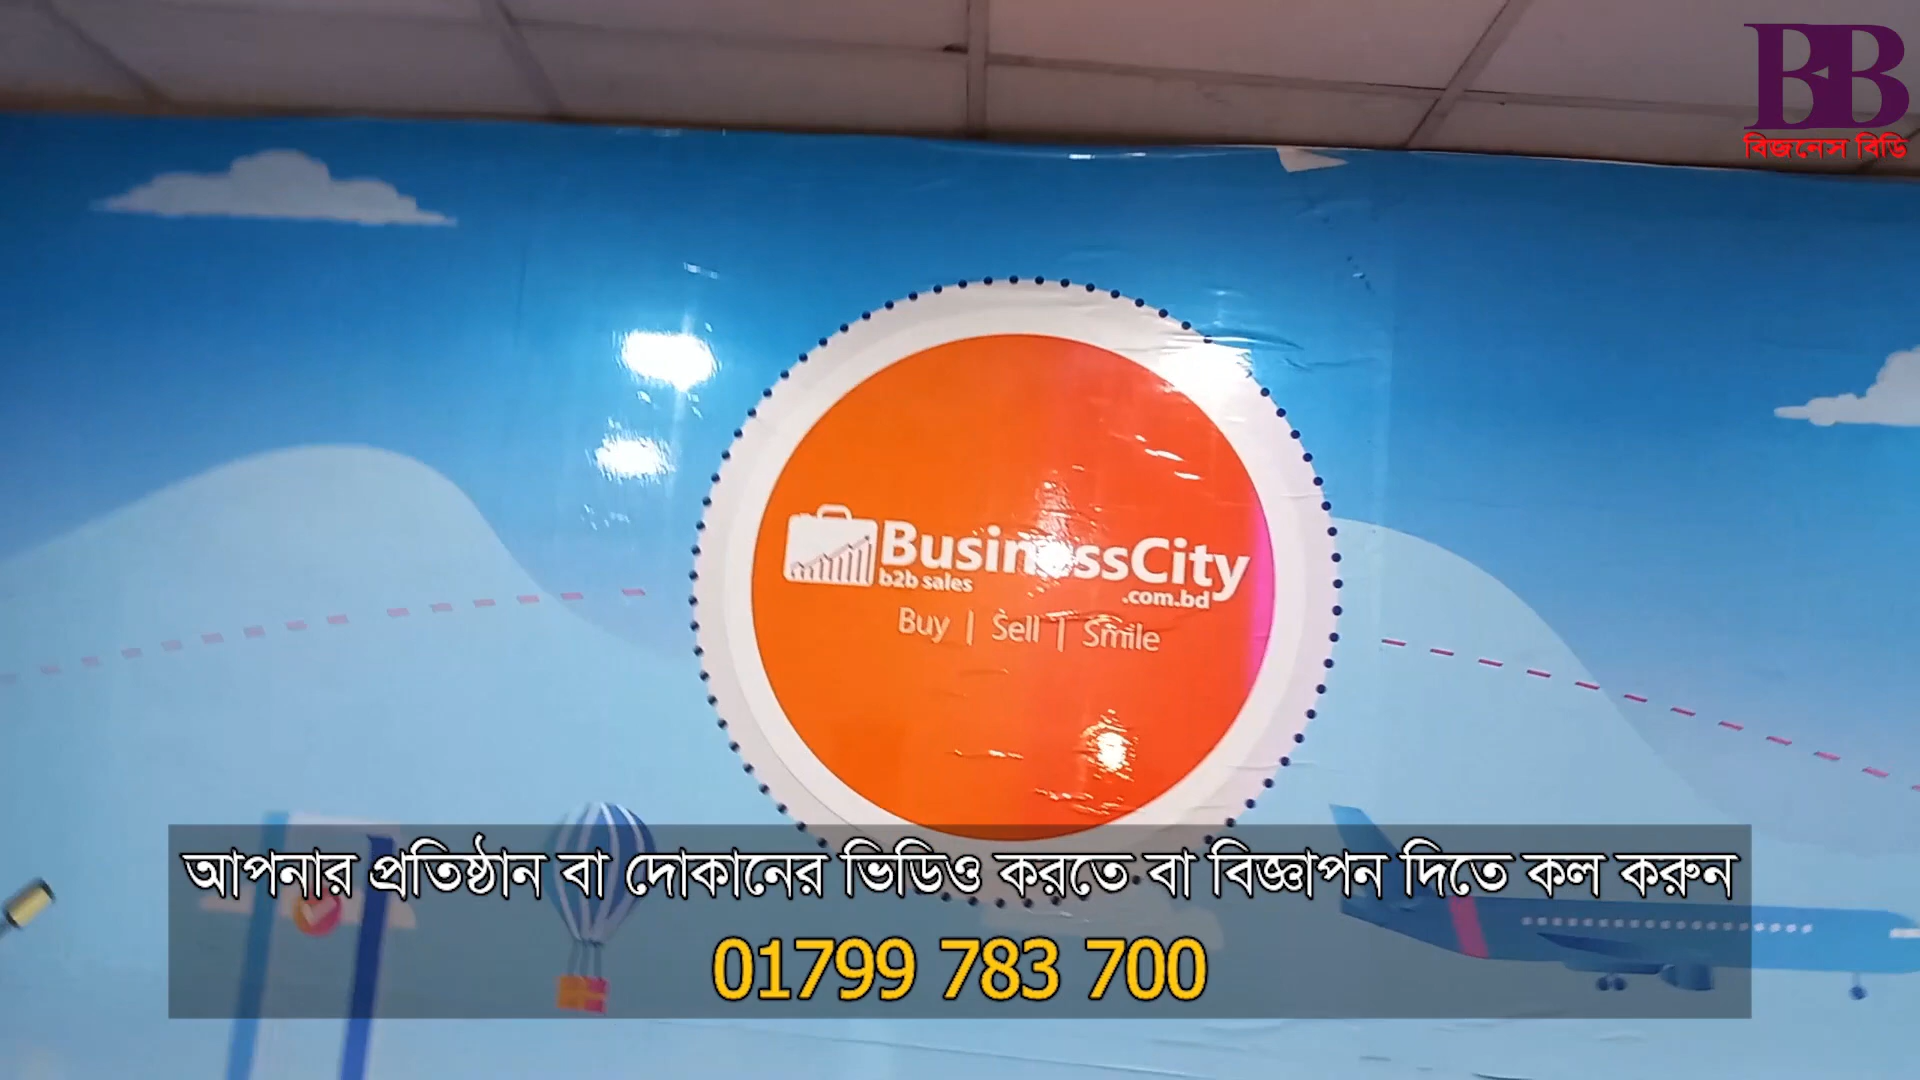 BB
বিজনেস বিডি
BusinessCity
b2b sales
.com.bd
Buy | Sell | Smile
আপনার প্রতিষ্ঠান বা দোকানের ভিডিও করতে বা বিজ্ঞাপন দিতে কল করুন
01799 783 700